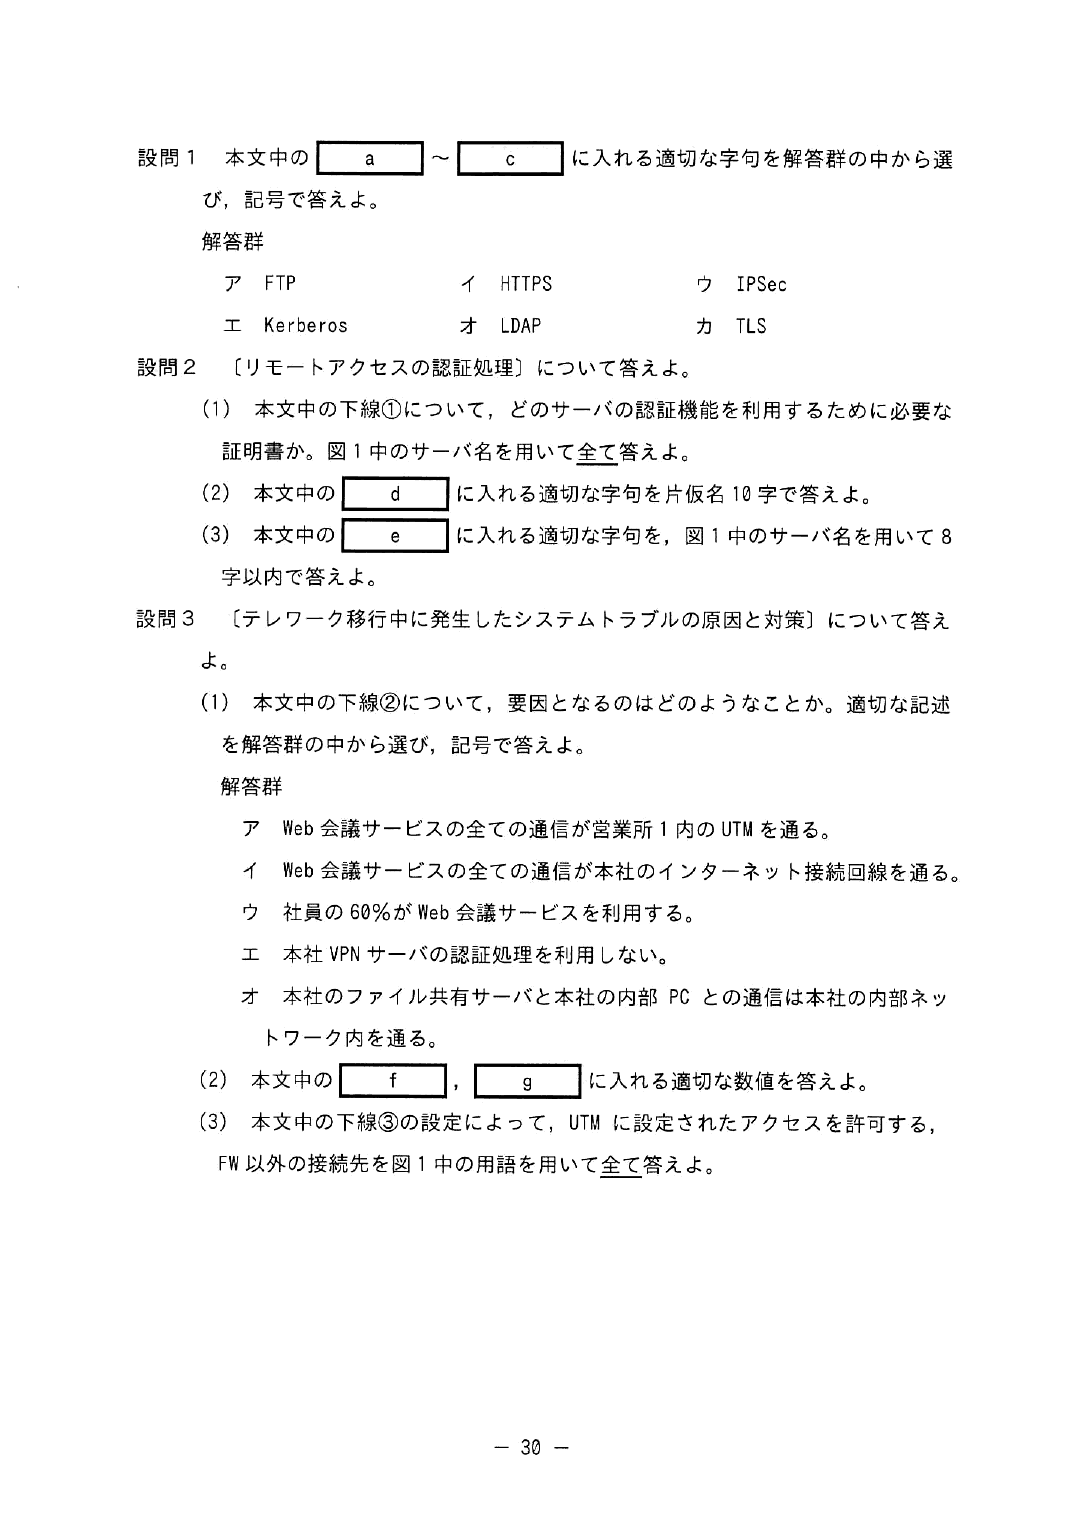 設問1 本文中の a ～ c に入れる適切な字句を解答群の中から選
び，記号で答えよ。
解答群
ア FTP イ HTTPS ウ IPSec
エ Kerberos オ LDAP カ TLS
設問2 〔リモートアクセスの認証処理〕について答えよ。
(1) 本文中の下線①について，どのサーバの認証機能を利用するために必要な
証明書か。図1中のサーバ名を用いて全て答えよ。
(2) 本文中の d に入れる適切な字句を片仮名10字で答えよ。
(3) 本文中の e に入れる適切な字句を，図1中のサーバ名を用いて8
字以内で答えよ。
設問3 〔テレワーク移行中に発生したシステムトラブルの原因と対策〕について答え
よ。
(1) 本文中の下線②について，要因となるのはどのようなことか。適切な記述
を解答群の中から選び，記号で答えよ。
解答群
ア Web会議サービスの全ての通信が営業所1内のUTMを通る。
イ Web会議サービスの全ての通信が本社のインターネット接続回線を通る。
ウ 社員の60％がWeb会議サービスを利用する。
エ 本社VPNサーバの認証処理を利用しない。
オ 本社のファイル共有サーバと本社の内部PCとの通信は本社の内部ネッ
トワーク内を通る。
(2) 本文中の f ， g に入れる適切な数値を答えよ。
(3) 本文中の下線③の設定によって，UTMに設定されたアクセスを許可する，
FW以外の接続先を図1中の用語を用いて全て答えよ。
－ 30 －